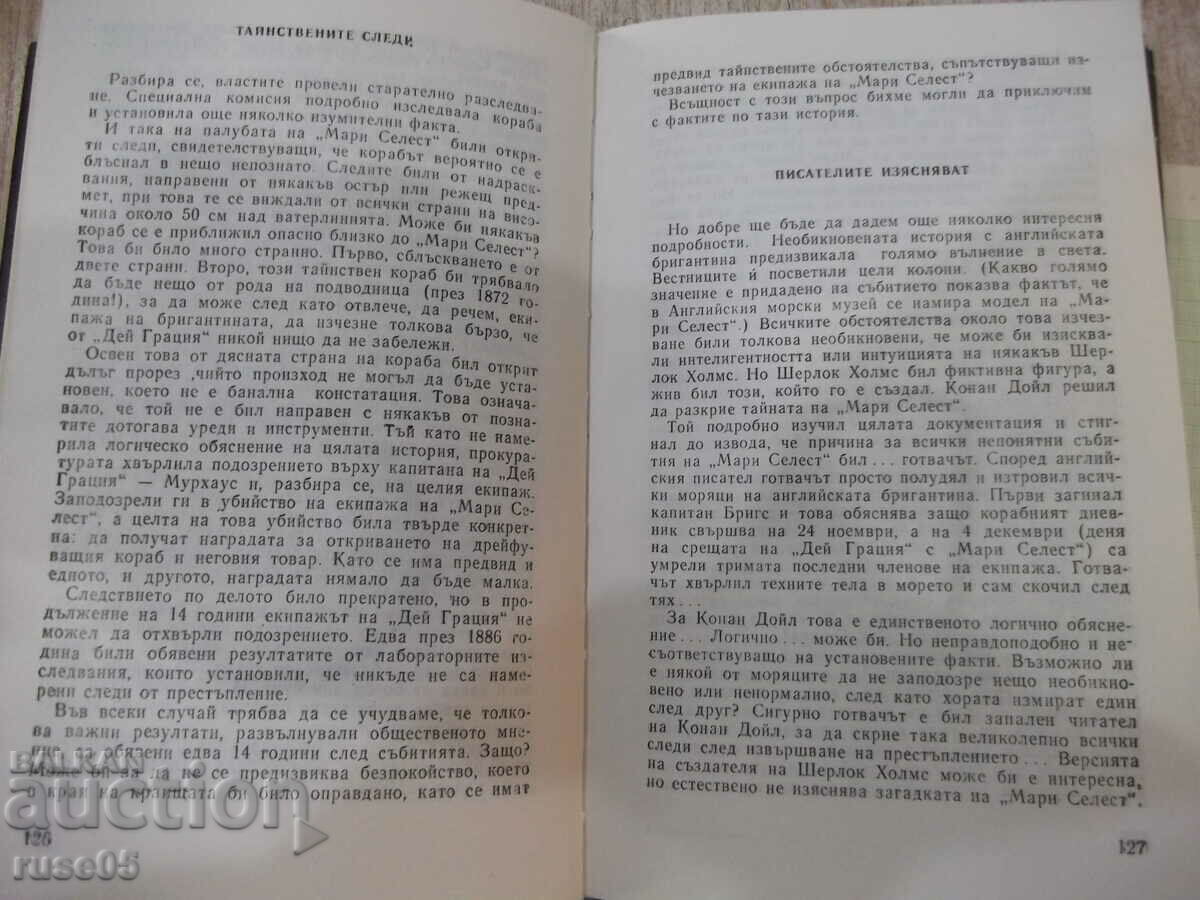 ТАЙНСТВЕНИТЕ СЛЕДИ
Разбира се, властите провели старателно разследва-
не. Специална комисия подробно изследвала кораба
и установила още няколко изумителни факта.
И така на палубата на „Мари Селест“ били откри-
ти следи, свидетелствуващи, че корабът вероятно се е
блъснал в нещо непознато. Следите били от надраск-
вания, направени от някакъв остър или режещ пред-
мет, при това те се виждали от всички страни на висо-
чина около 50 см над ватерлинията. Може би някакъв
кораб се е приближил опасно близко до „Мари Селест“?
Това би било много странно. Първо, сблъскването е от
двете страни. Второ, този тайнствен кораб би трябвало
да бъде нещо от рода на подводница (през 1872 го-
дина!), за да може след като отвлече, да речем, еки-
пажа на бригантината, да изчезне толкова бързо, че
от „Дей Грация“ никой нищо да не забележи.
Освен това от дясната страна на кораба бил открит
дълъг прорез ,чийто произход не могъл да бъде уста-
новен, което не е банална констатация. Това означа-
вало, че той не е бил направен с някакъв от позна-
тите дотогава уреди и инструменти. Тъй като не наме-
рила логическо обяснение на цялата история, прокура-
турата хвърлила подозрението върху капитана на „Дей
Грация“ — Мурхаус и, разбира се, на целия екипаж.
Заподозрели ги в убийство на екипажа на „Мари Се-
лест“, а целта на това убийство била твърде конкрет-
на: да получат наградата за откриването на дрейфу-
ващия кораб и неговия товар. Като се има предвид и
едното, и другото, наградата нямало да бъде малка.
Следствието по делото било прекратено, но в про-
дължение на 14 години екипажът на „Дей Грация“ не
можел да отхвърли подозрението. Едва през 1886 го-
дина били обявени резултатите от лабораторните из-
следвания, които установили, че никъде не са наме-
рени следи от престъпление.
Във всеки случай трябва да се учудваме, че толко-
ва важни резултати, развълнували общественото мне-
ние, са обявени едва 14 години след събитията. Защо?
Може би за да не се предизвиква безпокойство, което
в края на краищата би било оправдано, като се имат
126
предвид тайнствените обстоятелства, съпътствуващи из-
чезването на екипажа на „Мари Селест“?
Всъщност с този въпрос бихме могли да приключим
с фактите по тази история.
ПИСАТЕЛИТЕ ИЗЯСНЯВАТ
Но добре ще бъде да дадем още няколко интересня
подробности. Необикновената история с английската
бригантина предизвикала голямо вълнение в света.
Вестниците ѝ посветили цели колони. (Какво голямо
значение е придадено на събитието показва фактът, че
в Английския морски музей се намира модел на „Ма-
ри Селест“.) Всичките обстоятелства около това изчез-
ване били толкова необикновени, че може би изисква-
ли интелигентността или интуицията на някакъв Шер-
лок Холмс. Но Шерлок Холмс бил фиктивна фигура, а
жив бил този, който го е създал. Конан Дойл решил
да разкрие тайната на „Мари Селест“.
Той подробно изучил цялата документация и стиг-
нал до извода, че причина за всички непонятни съби-
тия на „Мари Селест“ бил... готвачът. Според англий-
ския писател готвачът просто полудял и изтровил всич-
ки моряци на английската бригантина. Първи загинал
капитан Бригс и това обяснява защо корабният днев-
ник свършва на 24 ноември, а на 4 декември (деня
на срещата на „Дей Грация“ с „Мари Селест“) са
умрели тримата последни членове на екипажа. Готва-
чът хвърлил техните тела в морето и сам скочил след
тях...
За Конан Дойл това е единственото логично обясне-
ние... Логично... може би. Но неправдоподобно и не-
съответствуващо на установените факти. Възможно ли
е някой от моряците да не заподозре нещо необикно-
вено или ненормално, след като хората измират един
след друг? Сигурно готвачът е бил запален читател
на Конан Дойл, за да скрие така великолепно всички
следи след извършване на престъплението... Версията
на създателя на Шерлок Холмс може би е интересна,
но естествено не изяснява загадката на „Мари Селест“.
127
BALKAN
auction
ruse05